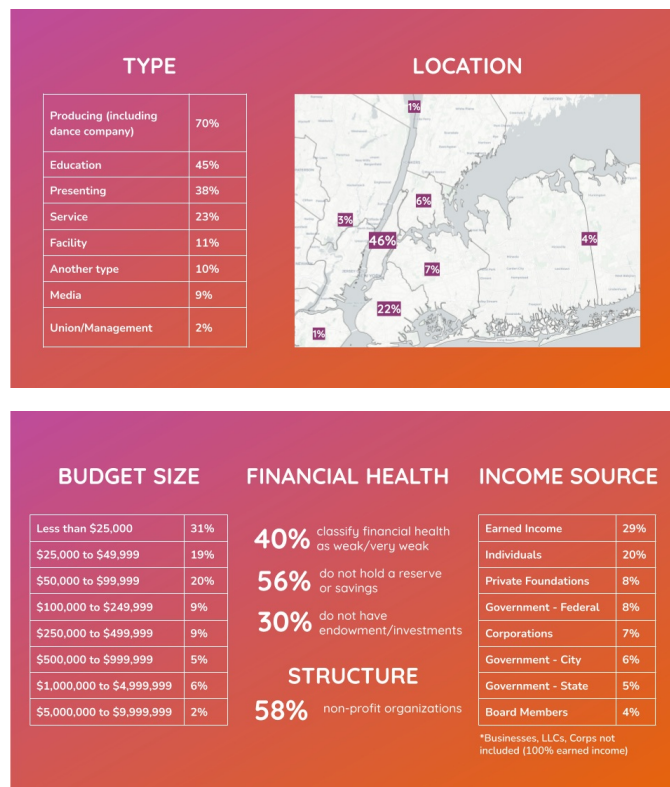 TYPE
Producing (including
dance company)
70%
Education
45%
Presenting
38%
Service
23%
Facility
11%
Another type
10%
Media
9%
Union/Management
2%
LOCATION
1%
6%
3%
46%
4%
7%
22%
1%
BUDGET SIZE
Less than $25,000
31%
$25,000 to $49,999
19%
$50,000 to $99,999
20%
$100,000 to $249,999
9%
$250,000 to $499,999
9%
$500,000 to $999,999
5%
$1,000,000 to $4,999,999
6%
$5,000,000 to $9,999,999
2%
FINANCIAL HEALTH
40%
classify financial health
as weak/very weak
56%
do not hold a reserve
or savings
30%
do not have
endowment/investments
STRUCTURE
58%
non-profit organizations
INCOME SOURCE
Earned Income
29%
Individuals
20%
Private Foundations
8%
Government - Federal
8%
Corporations
7%
Government - City
6%
Government - State
5%
Board Members
4%
*Businesses, LLCs, Corps not
included (100% earned income)